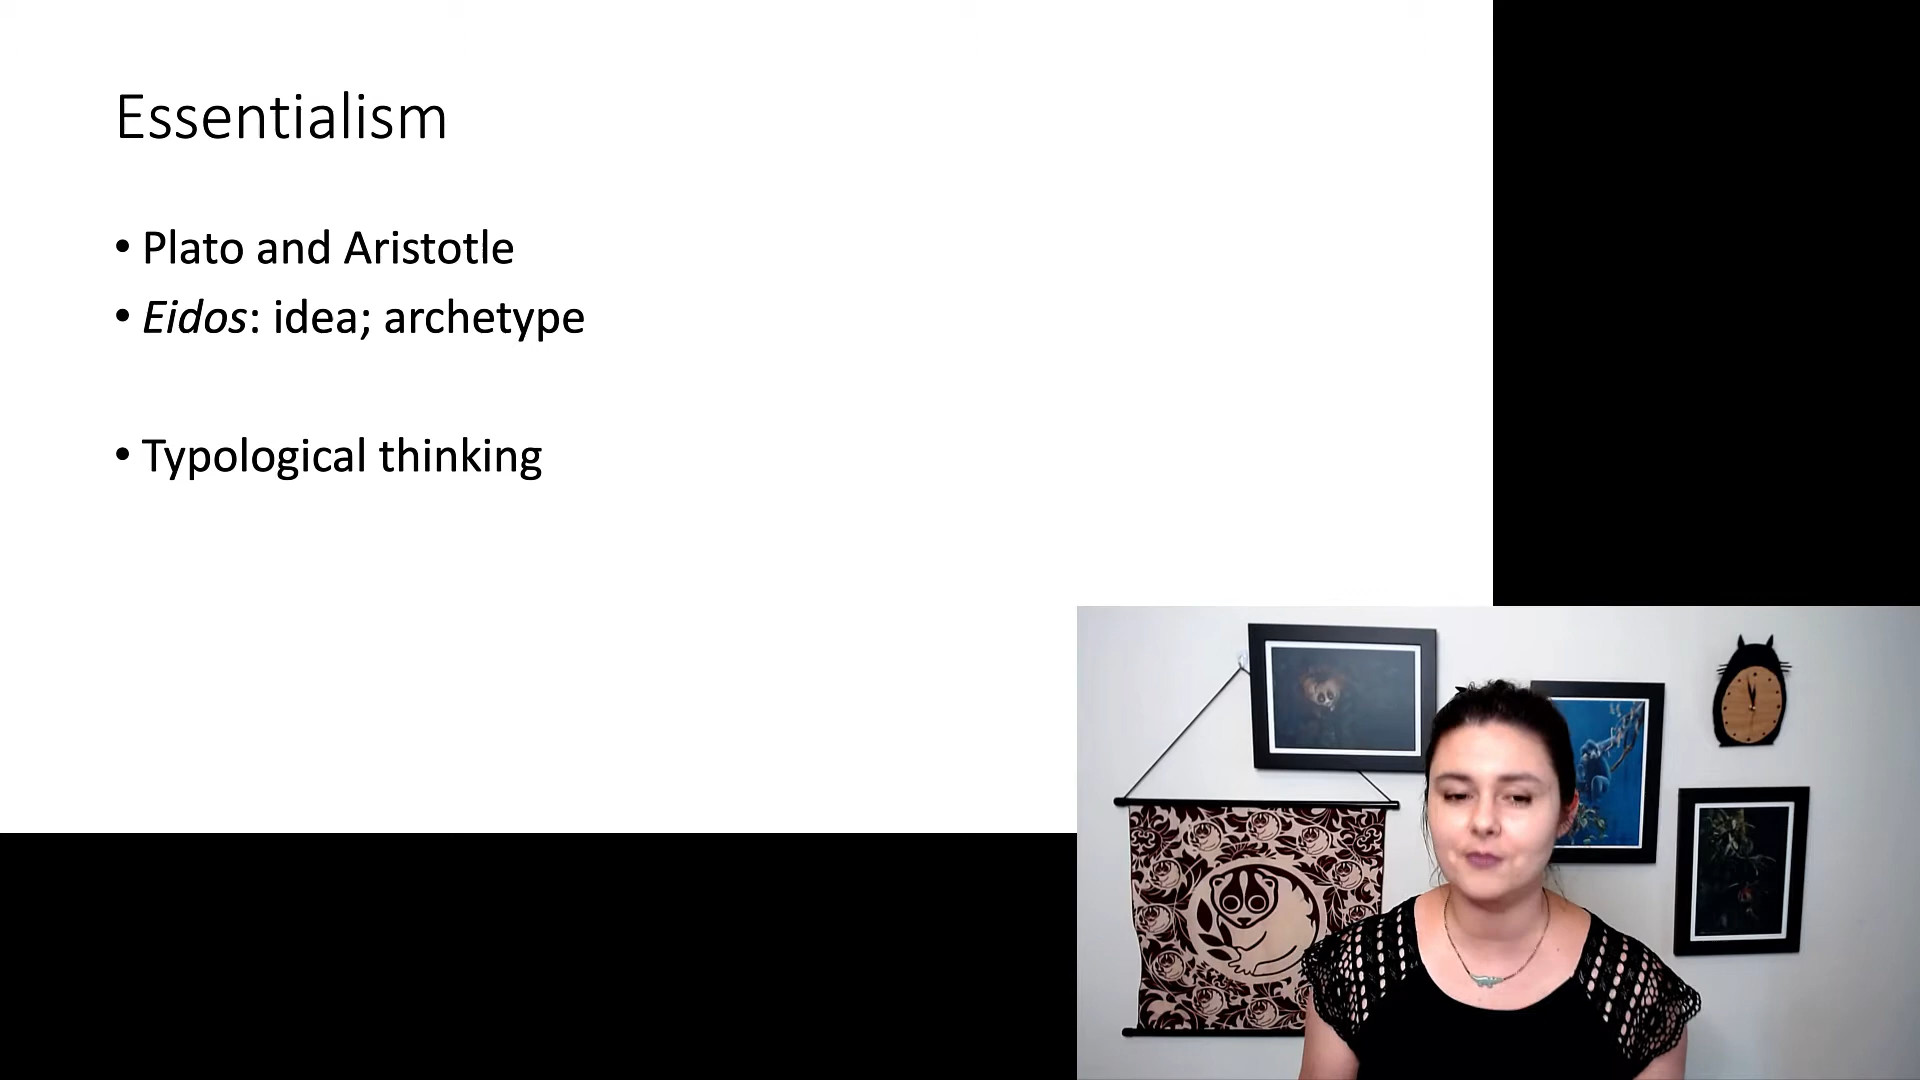 Essentialism
• Plato and Aristotle
• Eidos: idea; archetype
• Typological thinking